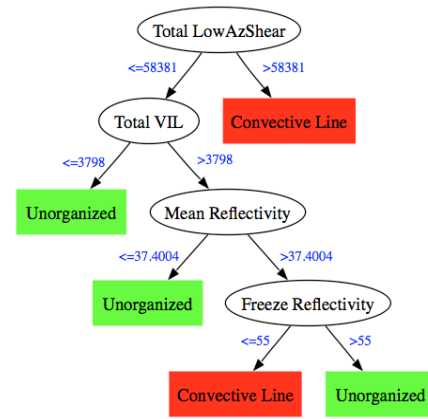 Total LowAzShear
<=58381
>58381
Total VIL
Convective Line
<=3798
>3798
Unorganized
Mean Reflectivity
<=37.4004
>37.4004
Unorganized
Freeze Reflectivity
<=55
>55
Convective Line
Unorganized